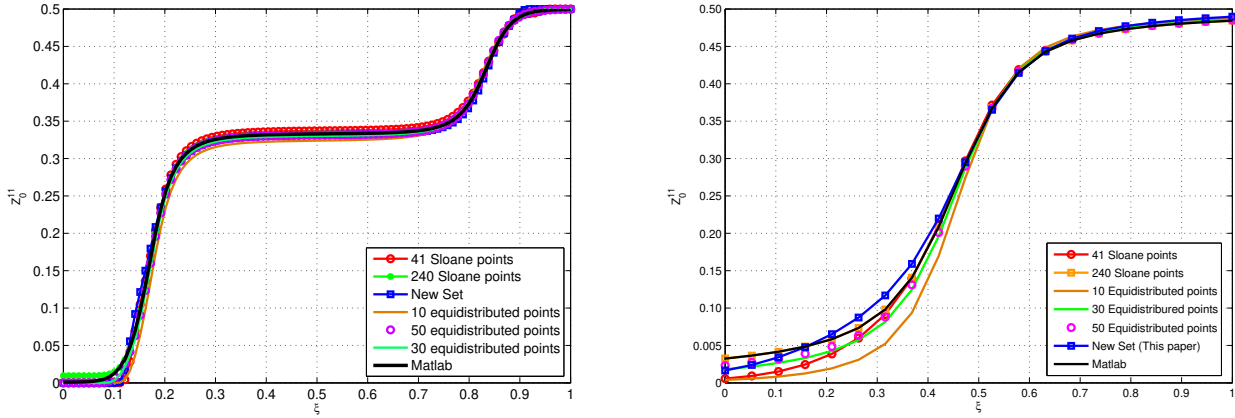 0.5
0.45
0.4
0.35
0.3
0.25
0.2
0.15
0.1
0.05
0
Z_0^{11}
0 0.1 0.2 0.3 0.4 0.5 0.6 0.7 0.8 0.9 1
ξ
41 Sloane points
240 Sloane points
New Set
10 equidistributed points
50 equidistributed points
30 equidistributed points
Matlab
0.50
0.45
0.40
0.35
0.30
0.25
0.20
0.15
0.100
0.005
0
Z_0^{11}
0 0.1 0.2 0.3 0.4 0.5 0.6 0.7 0.8 0.9 1
ξ
41 Sloane points
240 Sloane points
10 Equidistributed points
30 Equidistribured points
50 Equidistributed points
New Set (This paper)
Matlab